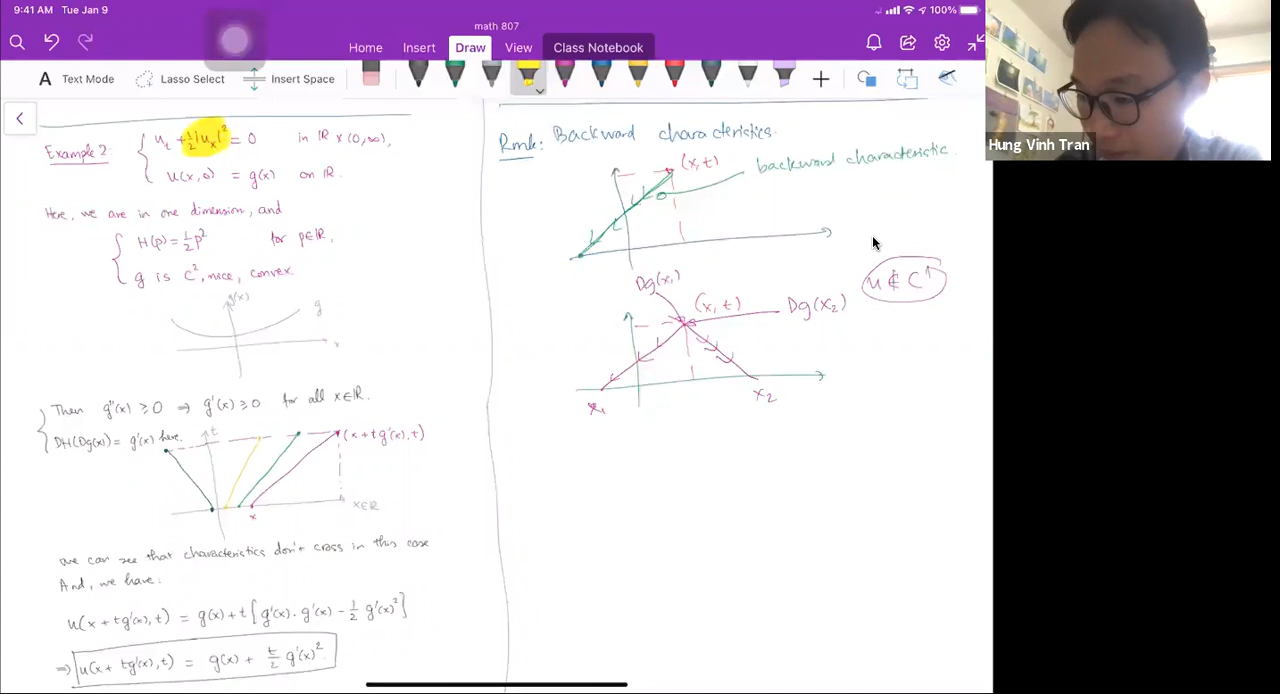 9:41 AM Tue Jan 9
100%
math 807
Home Insert Draw View Class Notebook
A Text Mode Lasso Select Insert Space
Hung Vinh Tran
Example 2: { u_t + ½|u_x|² = 0 in ℝ × (0,∞),
u(x,0) = g(x) on ℝ.
Here, we are in one dimension, and
{ H(p) = ½p² for p∈ℝ,
g is C², nice, convex.
g(x)
g
x
Then g''(x) ≥ 0 ⇒ g'(x) ≥ 0 for all x∈ℝ.
DH(Dg(x)) = g'(x) here.
t
(x + tg'(x), t)
x∈ℝ
x
we can see that characteristics don't cross in this case
And, we have:
u(x + tg'(x), t) = g(x) + t[g'(x)·g'(x) − ½ g'(x)²]
⇒ u(x + tg'(x), t) = g(x) + t/2 g'(x)²
Rmk: Backward characteristics.
(x,t)
backward characteristic.
Dg(x₁)
(x,t)
Dg(x₂)
u ∉ C¹
x₁
x₂